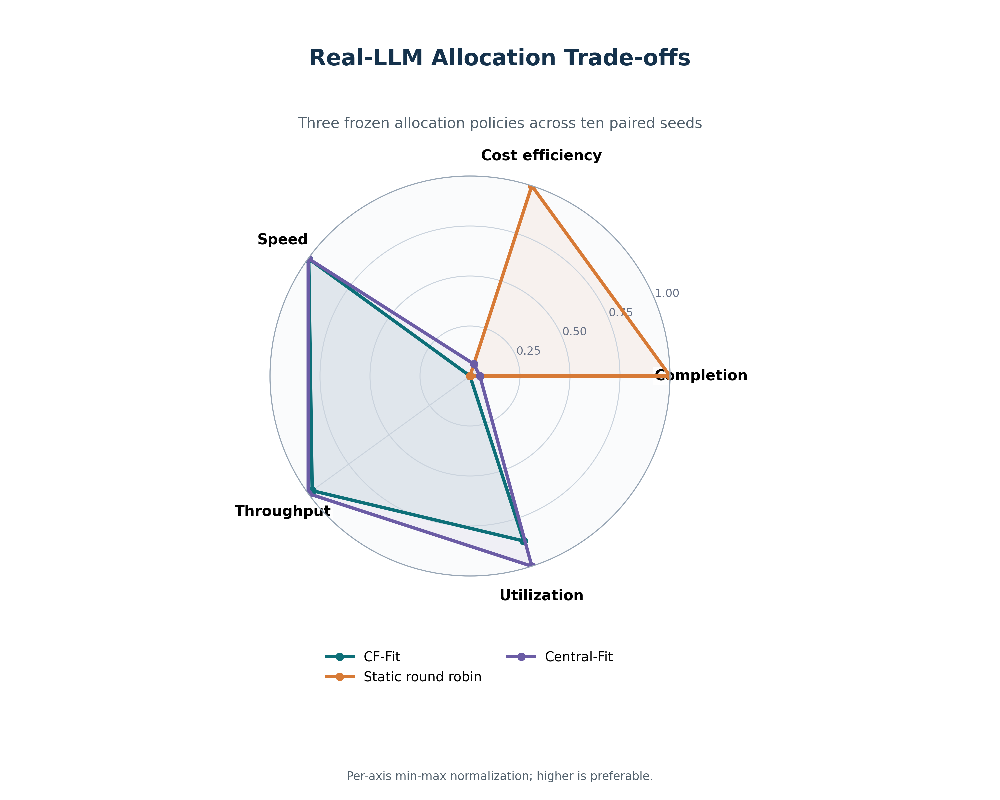 Real-LLM Allocation Trade-offs
Three frozen allocation policies across ten paired seeds
Cost efficiency
Speed
1.00
0.75
0.50
0.25
Completion
Throughput
Utilization
CF-Fit
Central-Fit
Static round robin
Per-axis min-max normalization; higher is preferable.